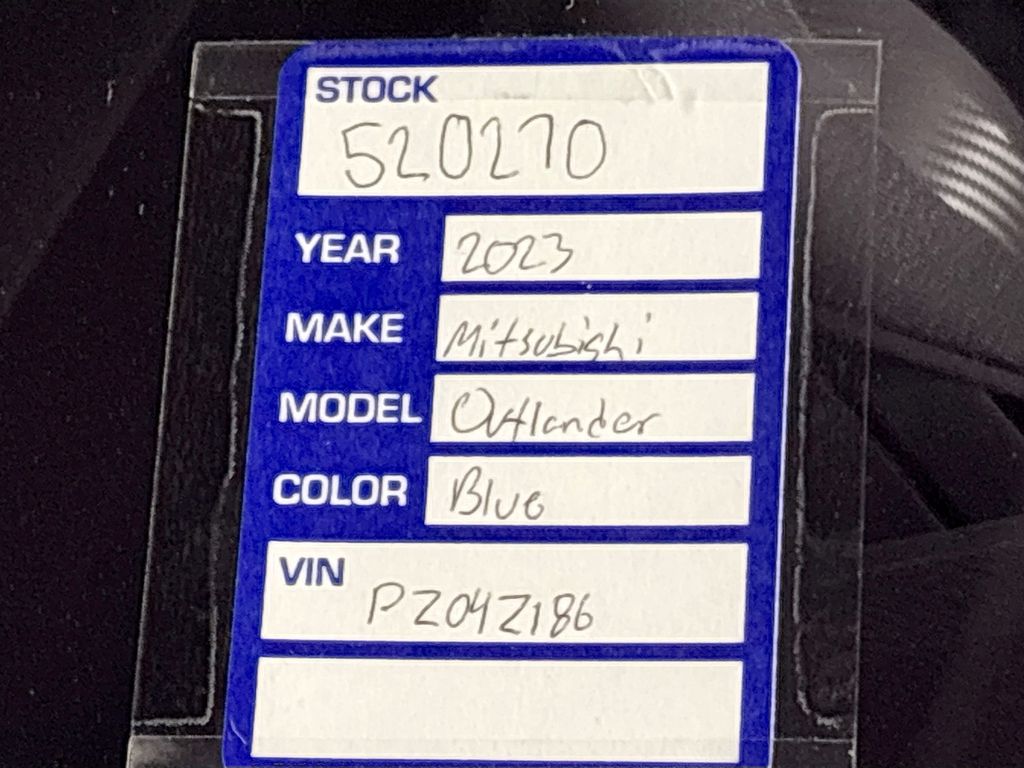 STOCK
520270
YEAR 2023
MAKE Mitsubishi
MODEL Outlander
COLOR Blue
VIN
PZ042186